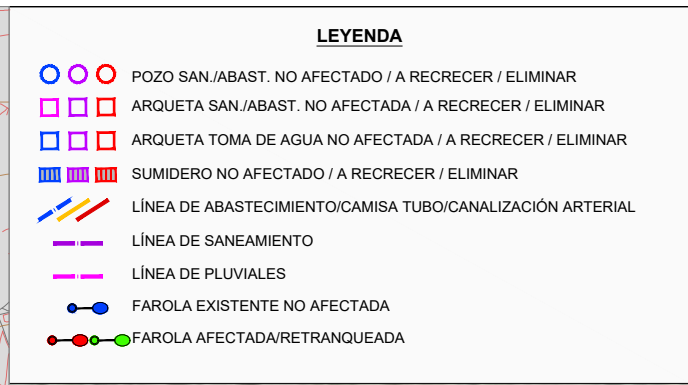 LEYENDA
POZO SAN./ABAST. NO AFECTADO / A RECRECER / ELIMINAR
ARQUETA SAN./ABAST. NO AFECTADA / A RECRECER / ELIMINAR
ARQUETA TOMA DE AGUA NO AFECTADA / A RECRECER / ELIMINAR
SUMIDERO NO AFECTADO / A RECRECER / ELIMINAR
LÍNEA DE ABASTECIMIENTO/CAMISA TUBO/CANALIZACIÓN ARTERIAL
LÍNEA DE SANEAMIENTO
LÍNEA DE PLUVIALES
FAROLA EXISTENTE NO AFECTADA
FAROLA AFECTADA/RETRANQUEADA